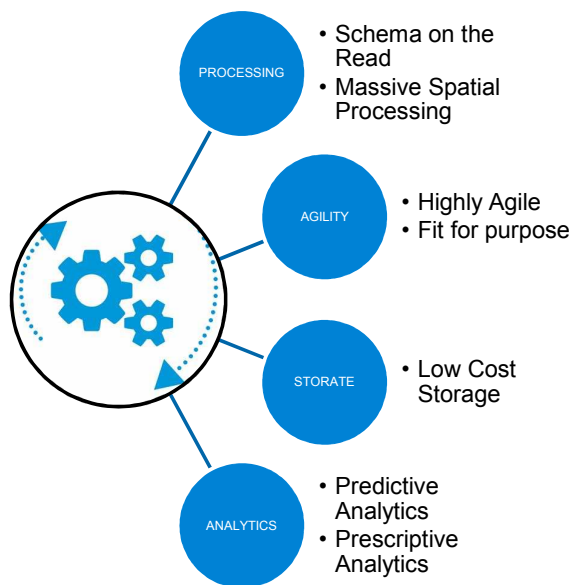 PROCESSING
• Schema on the
Read
• Massive Spatial
Processing
AGILITY
• Highly Agile
• Fit for purpose
STORATE
• Low Cost
Storage
ANALYTICS
• Predictive
Analytics
• Prescriptive
Analytics